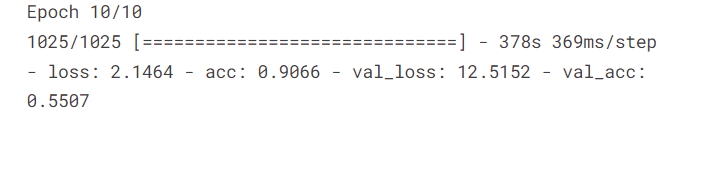 Epoch 10/10
1025/1025 [==============================] - 378s 369ms/step
- loss: 2.1464 - acc: 0.9066 - val_loss: 12.5152 - val_acc:
0.5507